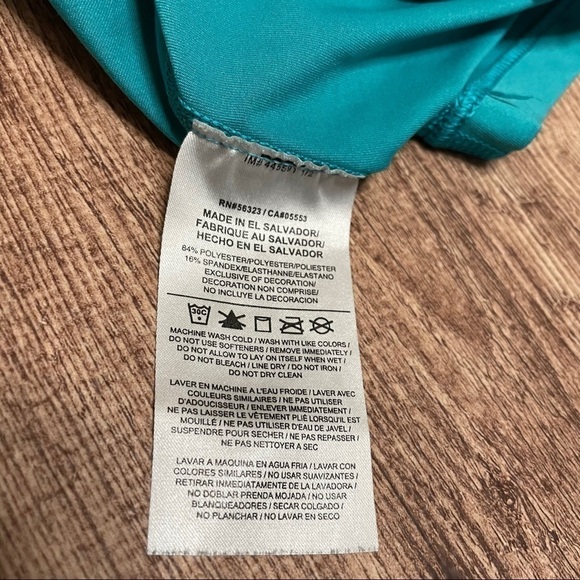 IM# 4455#1 1/2
RN#56323 / CA#05553
MADE IN EL SALVADOR/
FABRIQUE AU SALVADOR/
HECHO EN EL SALVADOR
84% POLYESTER/POLYESTER/POLIESTER
16% SPANDEX/ELASTHANNE/ELASTANO
EXCLUSIVE OF DECORATION/
DECORATION NON COMPRISE/
NO INCLUYE LA DECORACION
30C
MACHINE WASH COLD / WASH WITH LIKE COLORS /
DO NOT USE SOFTENERS / REMOVE IMMEDIATELY /
DO NOT ALLOW TO LAY ON ITSELF WHEN WET /
DO NOT BLEACH / LINE DRY / DO NOT IRON /
DO NOT DRY CLEAN
LAVER EN MACHINE A L'EAU FROIDE / LAVER AVEC
COULEURS SIMILAIRES / NE PAS UTILISER
D'ADOUCISSEUR / ENLEVER IMMEDIATEMENT /
NE PAS LAISSER LE VÊTEMENT PLIÉ LORSQU'IL EST
MOUILLÉ / NE PAS UTILISER D'EAU DE JAVEL /
SUSPENDRE POUR SECHER / NE PAS REPASSER /
NE PAS NETTOYER A SEC
LAVAR A MAQUINA EN AGUA FRIA / LAVAR CON
COLORES SIMILARES / NO USAR SUAVIZANTES /
RETIRAR INMEDIATAMENTE DE LA LAVADORA /
NO DOBLAR PRENDA MOJADA / NO USAR
BLANQUEADORES / SECAR COLGADO /
NO PLANCHAR / NO LAVAR EN SECO